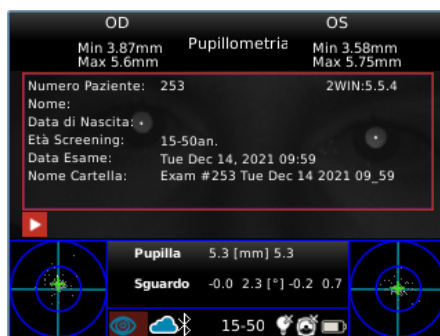 OD OS
Min 3.87mm Pupillometria Min 3.58mm
Max 5.6mm Max 5.75mm
Numero Paziente: 253 2WIN:5.5.4
Nome:
Data di Nascita:
Età Screening: 15-50an.
Data Esame: Tue Dec 14, 2021 09:59
Nome Cartella: Exam #253 Tue Dec 14 2021 09_59
Pupilla 5.3 [mm] 5.3
Sguardo -0.0 2.3 [°] -0.2 0.7
15-50